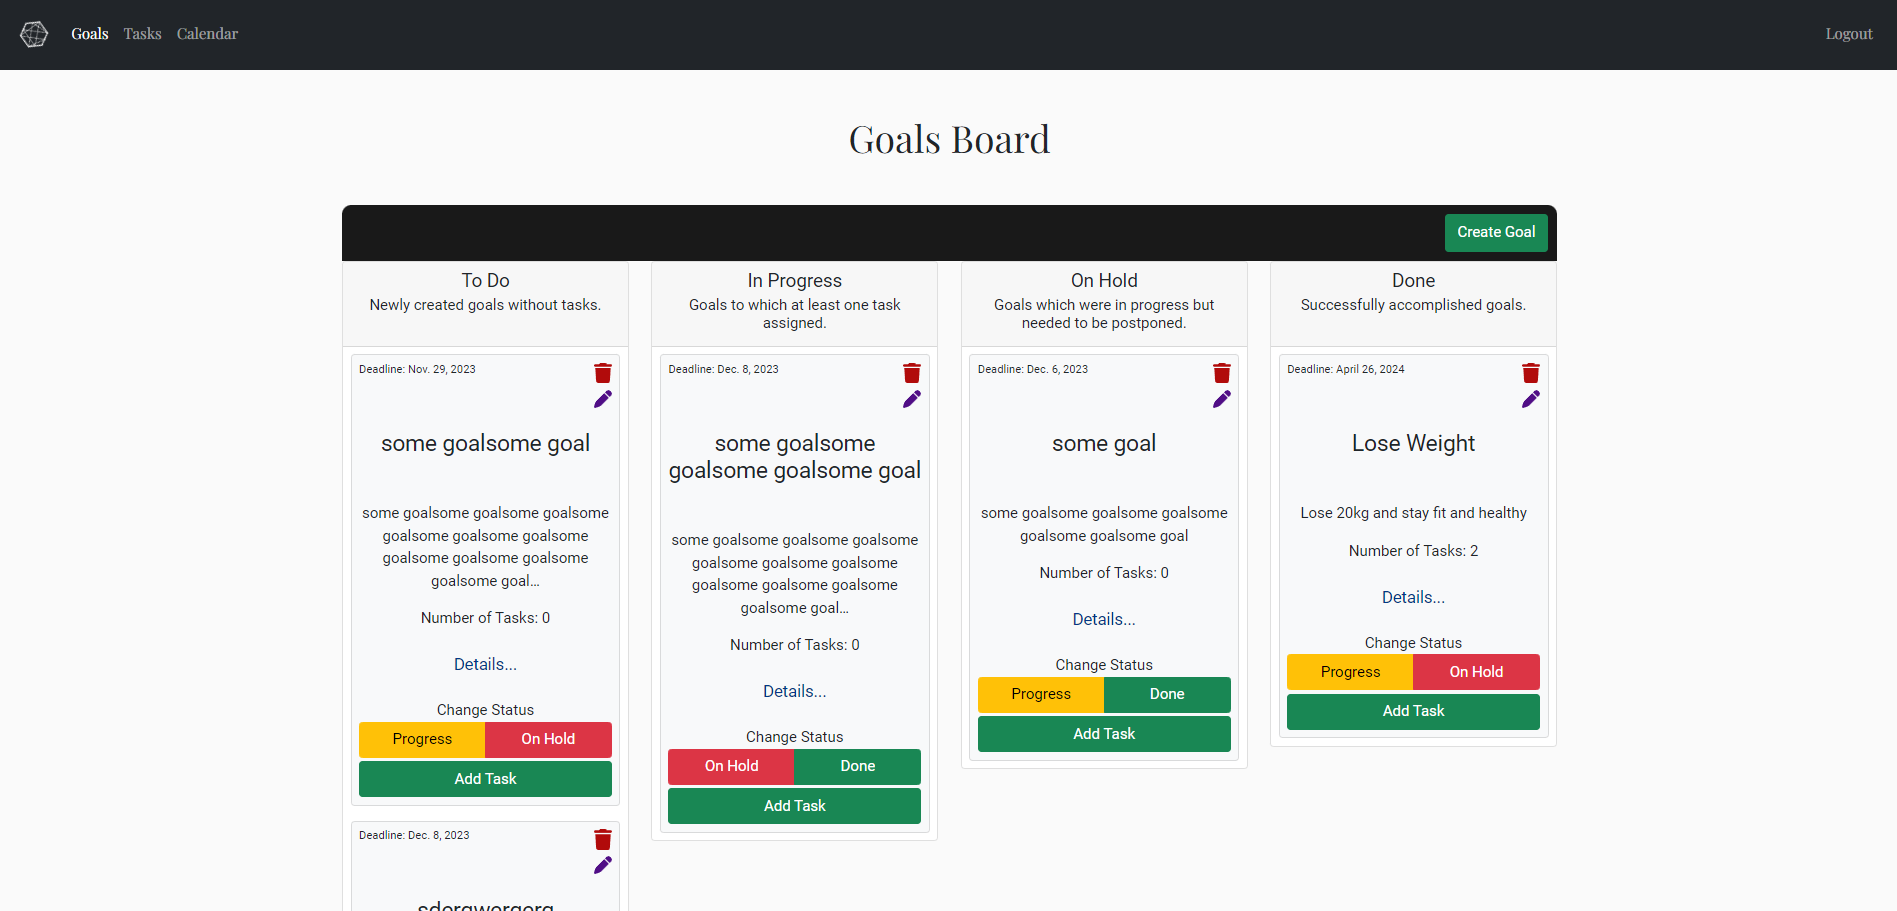 Goals Tasks Calendar Logout
Goals Board
Create Goal
To Do
Newly created goals without tasks.
Deadline: Nov. 29, 2023
some goalsome goal
some goalsome goalsome goalsome
goalsome goalsome goalsome
goalsome goalsome goalsome
goalsome goal...
Number of Tasks: 0
Details...
Change Status
Progress On Hold
Add Task
Deadline: Dec. 8, 2023
In Progress
Goals to which at least one task
assigned.
Deadline: Dec. 8, 2023
some goalsome
goalsome goalsome goal
some goalsome goalsome goalsome
goalsome goalsome goalsome
goalsome goalsome goalsome
goalsome goal...
Number of Tasks: 0
Details...
Change Status
On Hold Done
Add Task
On Hold
Goals which were in progress but
needed to be postponed.
Deadline: Dec. 6, 2023
some goal
some goalsome goalsome goalsome
goalsome goalsome goal
Number of Tasks: 0
Details...
Change Status
Progress Done
Add Task
Done
Successfully accomplished goals.
Deadline: April 26, 2024
Lose Weight
Lose 20kg and stay fit and healthy
Number of Tasks: 2
Details...
Change Status
Progress On Hold
Add Task